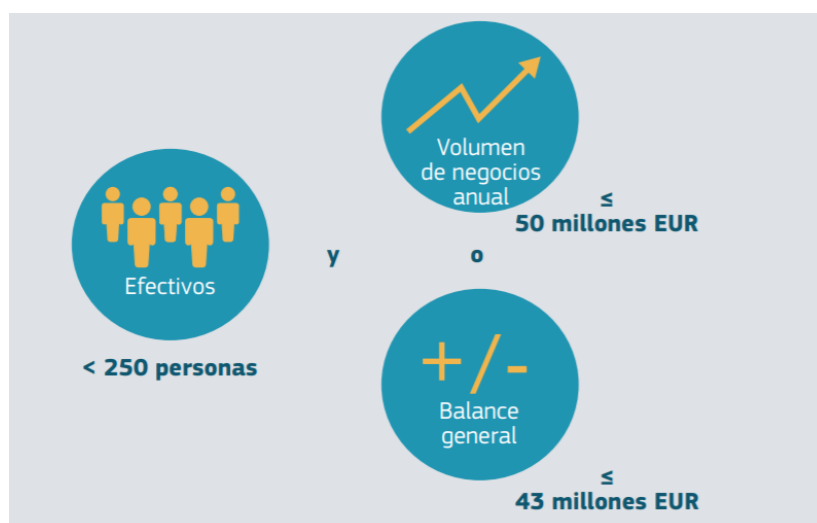 Efectivos
< 250 personas
y
Volumen
de negocios
anual
≤
50 millones EUR
o
+/-
Balance
general
≤
43 millones EUR